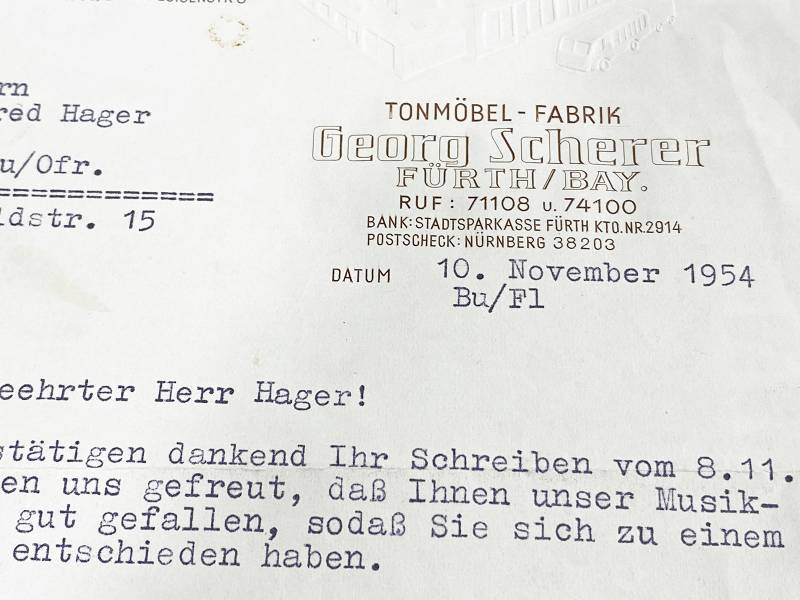 rn
red Hager
u/Ofr.
============
ldstr. 15
TONMÖBEL-FABRIK
Georg Scherer
FÜRTH/BAY.
RUF: 71108 u. 74100
BANK: STADTSPARKASSE FÜRTH KTO.NR.2914
POSTSCHECK: NÜRNBERG 38203
DATUM 10. November 1954
Bu/Fl
eehrter Herr Hager!
stätigen dankend Ihr Schreiben vom 8.11.
en uns gefreut, daß Ihnen unser Musik-
gut gefallen, sodaß Sie sich zu einem
entschieden haben.